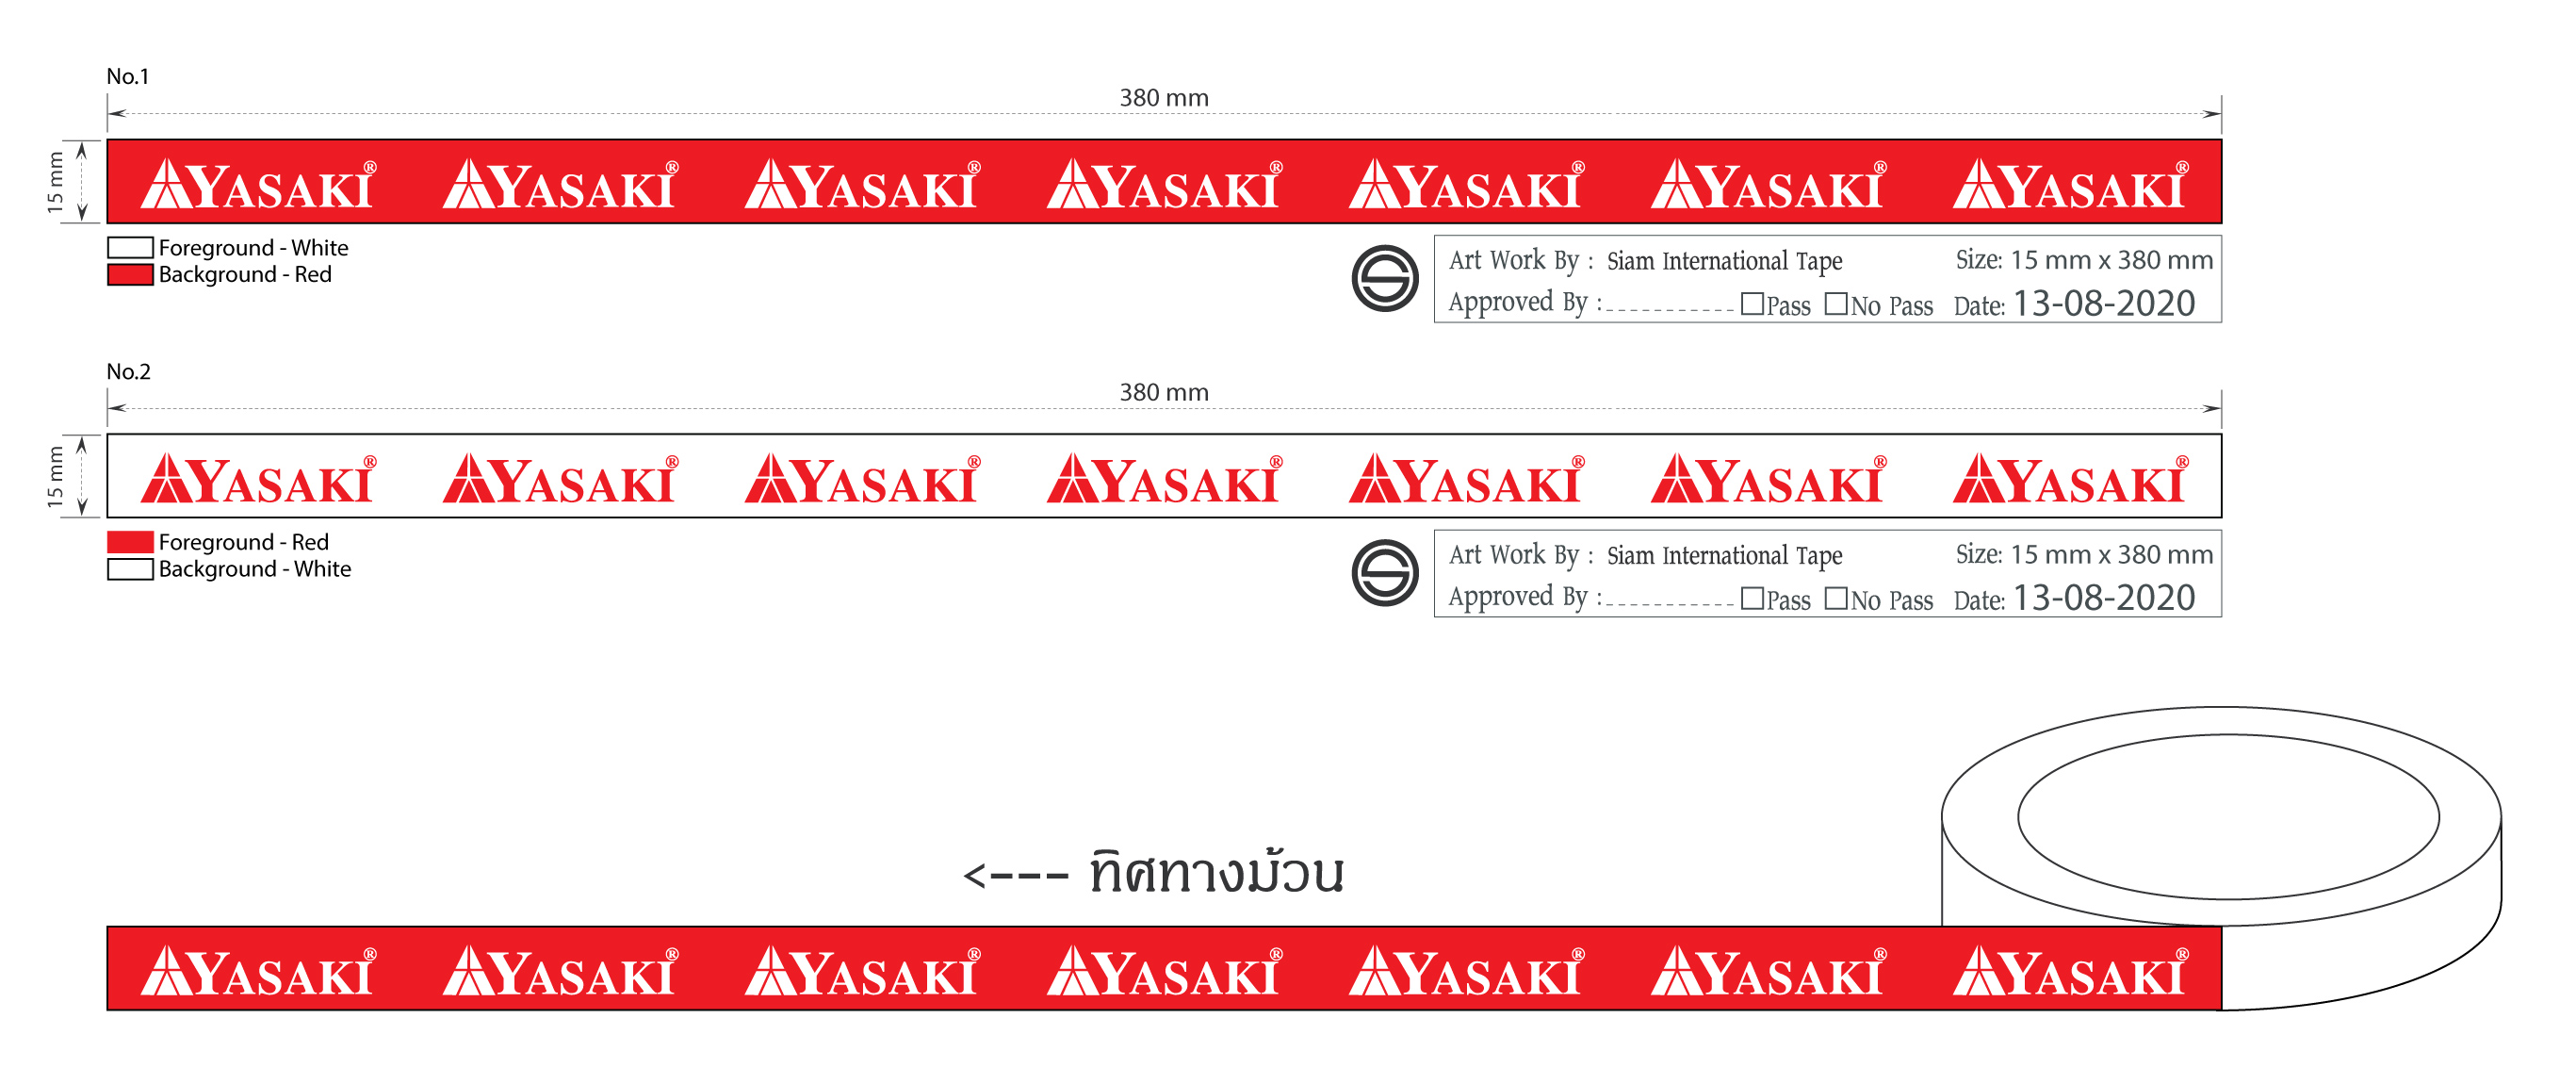 No.1
380 mm
15 mm
YASAKI® YASAKI® YASAKI® YASAKI® YASAKI® YASAKI® YASAKI®
Foreground - White
Background - Red
Art Work By : Siam International Tape Size: 15 mm x 380 mm
Approved By :____________ Pass No Pass Date: 13-08-2020
No.2
380 mm
15 mm
YASAKI® YASAKI® YASAKI® YASAKI® YASAKI® YASAKI® YASAKI®
Foreground - Red
Background - White
Art Work By : Siam International Tape Size: 15 mm x 380 mm
Approved By :____________ Pass No Pass Date: 13-08-2020
<--- ทิศทางม้วน
YASAKI® YASAKI® YASAKI® YASAKI® YASAKI® YASAKI® YASAKI®